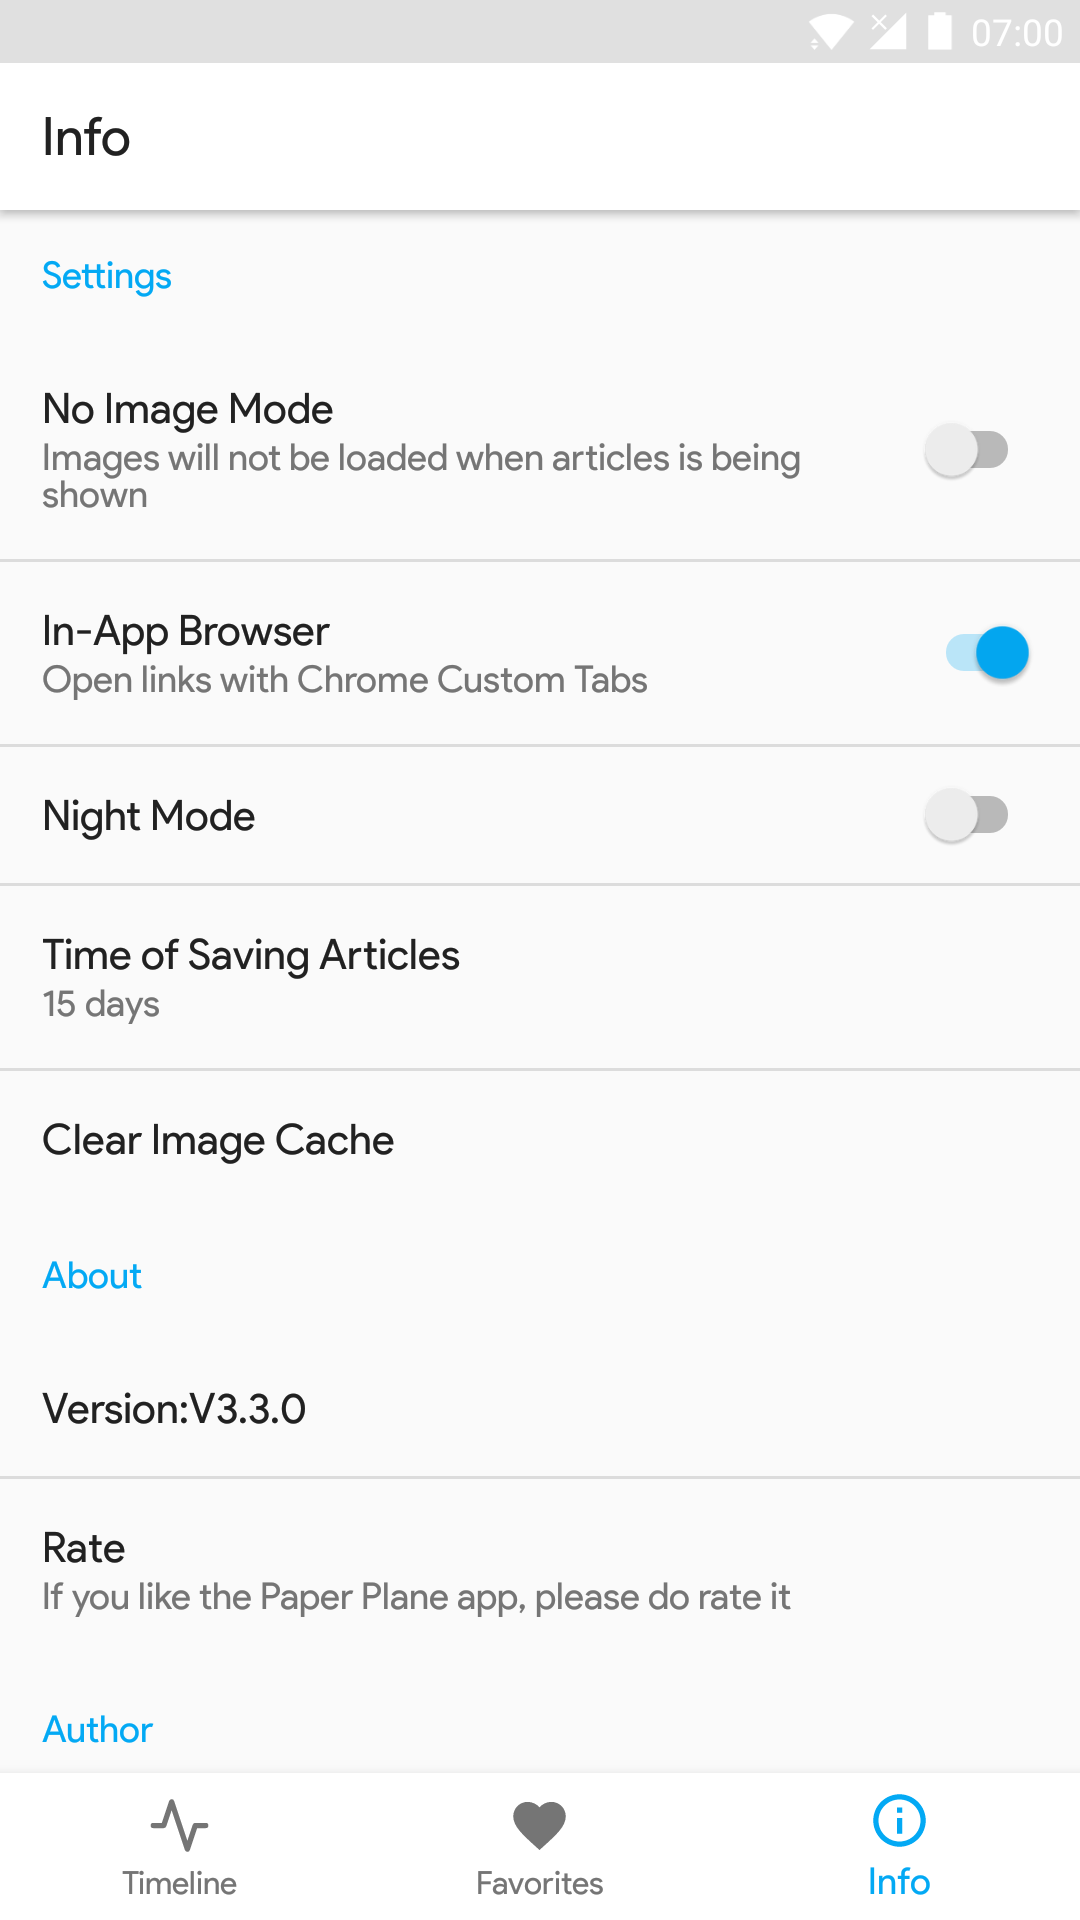 07:00
Info
Settings
No Image Mode
Images will not be loaded when articles is being
shown
In-App Browser
Open links with Chrome Custom Tabs
Night Mode
Time of Saving Articles
15 days
Clear Image Cache
About
Version:V3.3.0
Rate
If you like the Paper Plane app, please do rate it
Author
Timeline
Favorites
Info